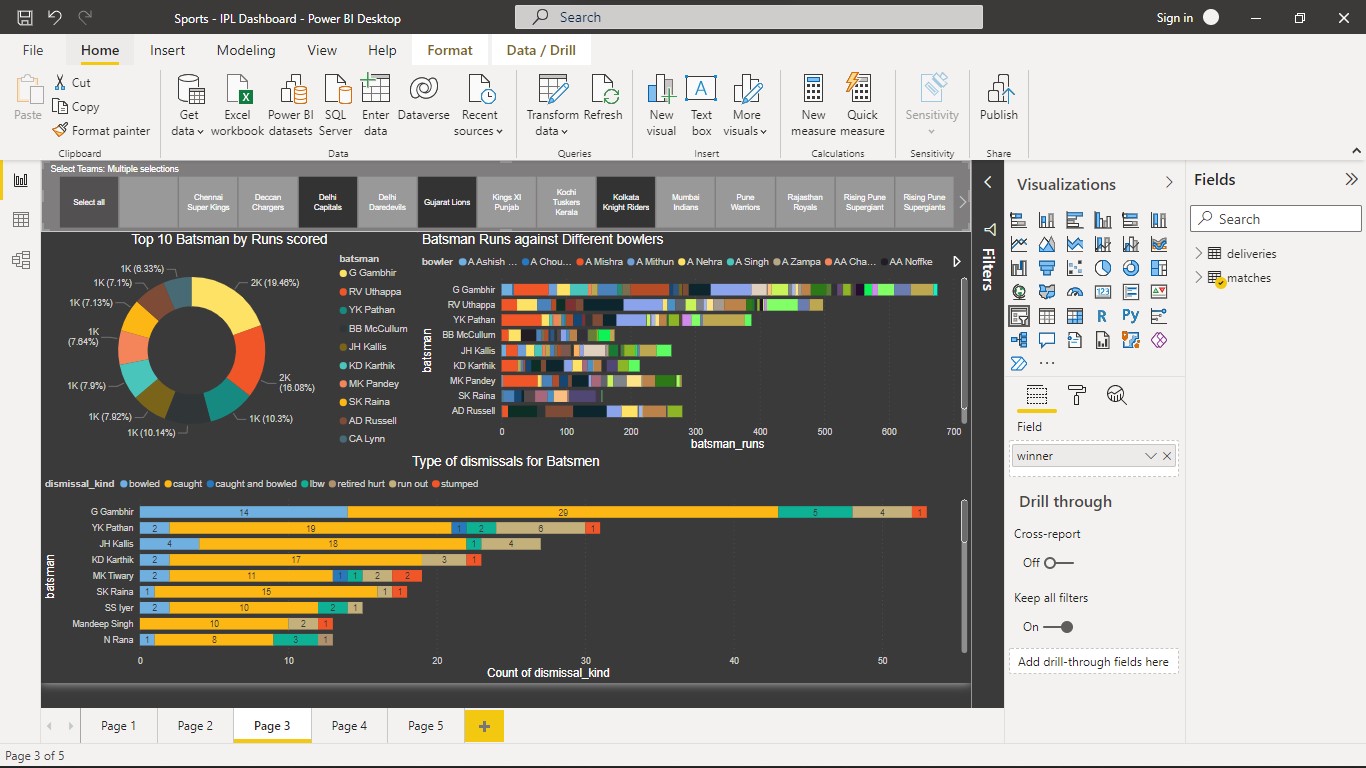 Sports - IPL Dashboard - Power BI Desktop
Search
Sign in
File Home Insert Modeling View Help Format Data / Drill
Paste
Cut
Copy
Format painter
Get data
Excel workbook
Power BI datasets
SQL Server
Enter data
Dataverse
Recent sources
Transform data
Refresh
New visual
Text box
More visuals
New measure
Quick measure
Sensitivity
Publish
Clipboard Data Queries Insert Calculations Sensitivity Share
Select Teams: Multiple selections
Select all
Chennai Super Kings
Deccan Chargers
Delhi Capitals
Delhi Daredevils
Gujarat Lions
Kings XI Punjab
Kochi Tuskers Kerala
Kolkata Knight Riders
Mumbai Indians
Pune Warriors
Rajasthan Royals
Rising Pune Supergiant
Rising Pune Supergiants
Top 10 Batsman by Runs scored
1K (6.33%)
1K (7.1%)
1K (7.13%)
1K (7.64%)
1K (7.9%)
1K (7.92%)
1K (10.14%)
1K (10.3%)
2K (16.08%)
2K (19.46%)
batsman
G Gambhir
RV Uthappa
YK Pathan
BB McCullum
JH Kallis
KD Karthik
MK Pandey
SK Raina
AD Russell
CA Lynn
Batsman Runs against Different bowlers
bowler A Ashish ... A Chou... A Mishra A Mithun A Nehra A Singh A Zampa AA Cha... AA Noffke
batsman
G Gambhir
RV Uthappa
YK Pathan
BB McCullum
JH Kallis
KD Karthik
MK Pandey
SK Raina
AD Russell
0 100 200 300 400 500 600 700
batsman_runs
Type of dismissals for Batsmen
dismissal_kind bowled caught caught and bowled lbw retired hurt run out stumped
batsman
G Gambhir 14 29 5 4 1
YK Pathan 2 19 1 2 6 1
JH Kallis 4 18 1 4
KD Karthik 2 17 3 1
MK Tiwary 2 11 1 1 2 2
SK Raina 1 15 1 1
SS Iyer 2 10 2 1
Mandeep Singh 10 2 1
N Rana 1 8 3 1
0 10 20 30 40 50
Count of dismissal_kind
Filters
Visualizations
R Py
123
Field
winner
Drill through
Cross-report
Off
Keep all filters
On
Add drill-through fields here
Fields
Search
deliveries
matches
Page 1 Page 2 Page 3 Page 4 Page 5 +
Page 3 of 5